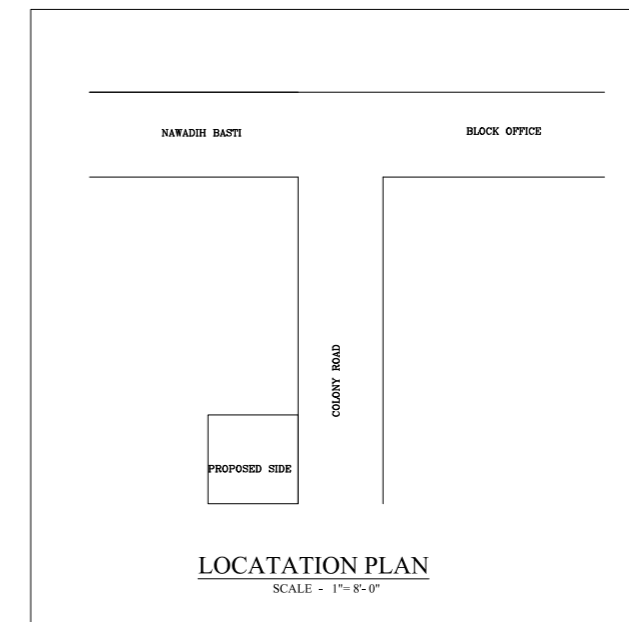 NAWADIH BASTI
BLOCK OFFICE
COLONY ROAD
PROPOSED SIDE
LOCATATION PLAN
SCALE - 1"= 8'- 0"